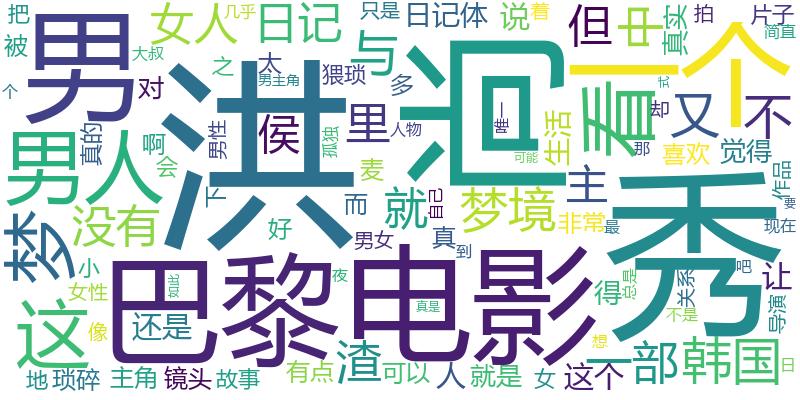 把 女人 几乎 日记 只是 日记体 说 着 但 中 真实 拍 片子
被 大叔 之 与 简直
男 太 男主角 猥琐 多 泂 看 一个
个 对 洪 侯 里 人物 唯一 却 又 不
男人 真的 啊 男性 孤独 生活 那 式 喜欢 觉得 作品
会 下 麦 可能 秀 要
梦 没有 好 而 就 自己 梦境 主 非常 最 现在
小 男女 真 到 关系 吧 让
这 女性 巴黎 如此 夜 电影 得 总是 导演
像 还是 真是 想 不是
渣 一部 韩国
地 琐碎 主角 镜头 故事 有点 可以 人 就是 女 这个 日